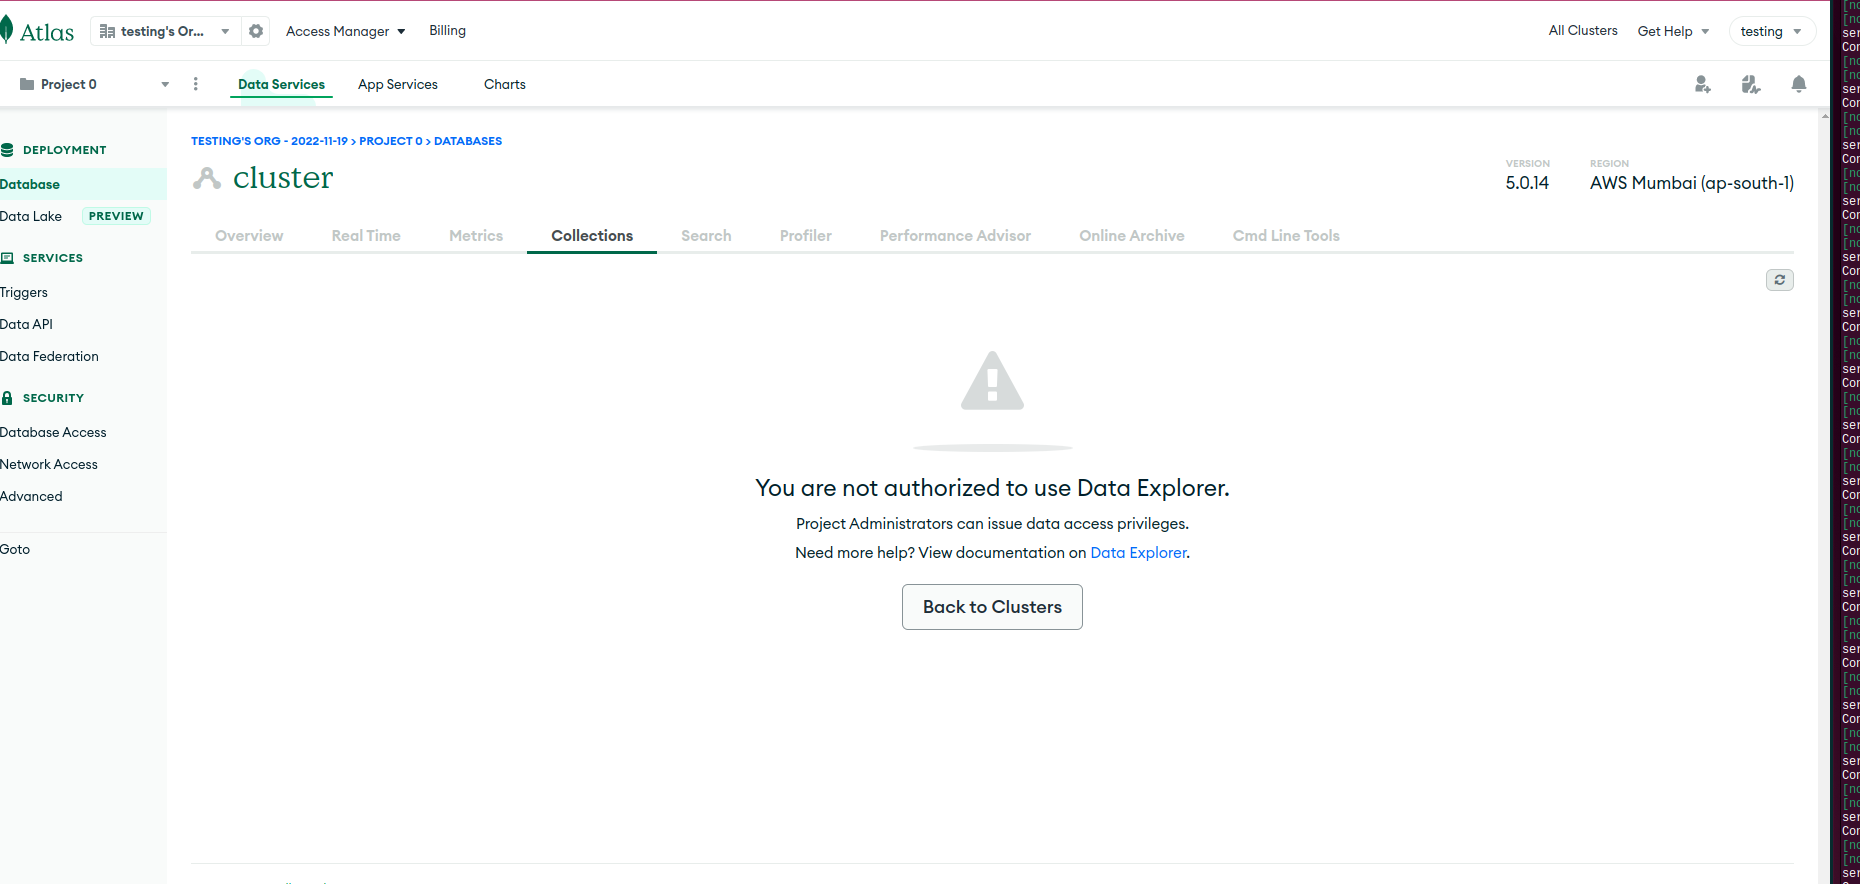 Atlas
testing's Or...
Access Manager
Billing
All Clusters
Get Help
testing
Project 0
Data Services
App Services
Charts
DEPLOYMENT
Database
Data Lake PREVIEW
SERVICES
Triggers
Data API
Data Federation
SECURITY
Database Access
Network Access
Advanced
Goto
TESTING'S ORG - 2022-11-19 > PROJECT 0 > DATABASES
cluster
VERSION
5.0.14
REGION
AWS Mumbai (ap-south-1)
Overview
Real Time
Metrics
Collections
Search
Profiler
Performance Advisor
Online Archive
Cmd Line Tools
You are not authorized to use Data Explorer.
Project Administrators can issue data access privileges.
Need more help? View documentation on Data Explorer.
Back to Clusters